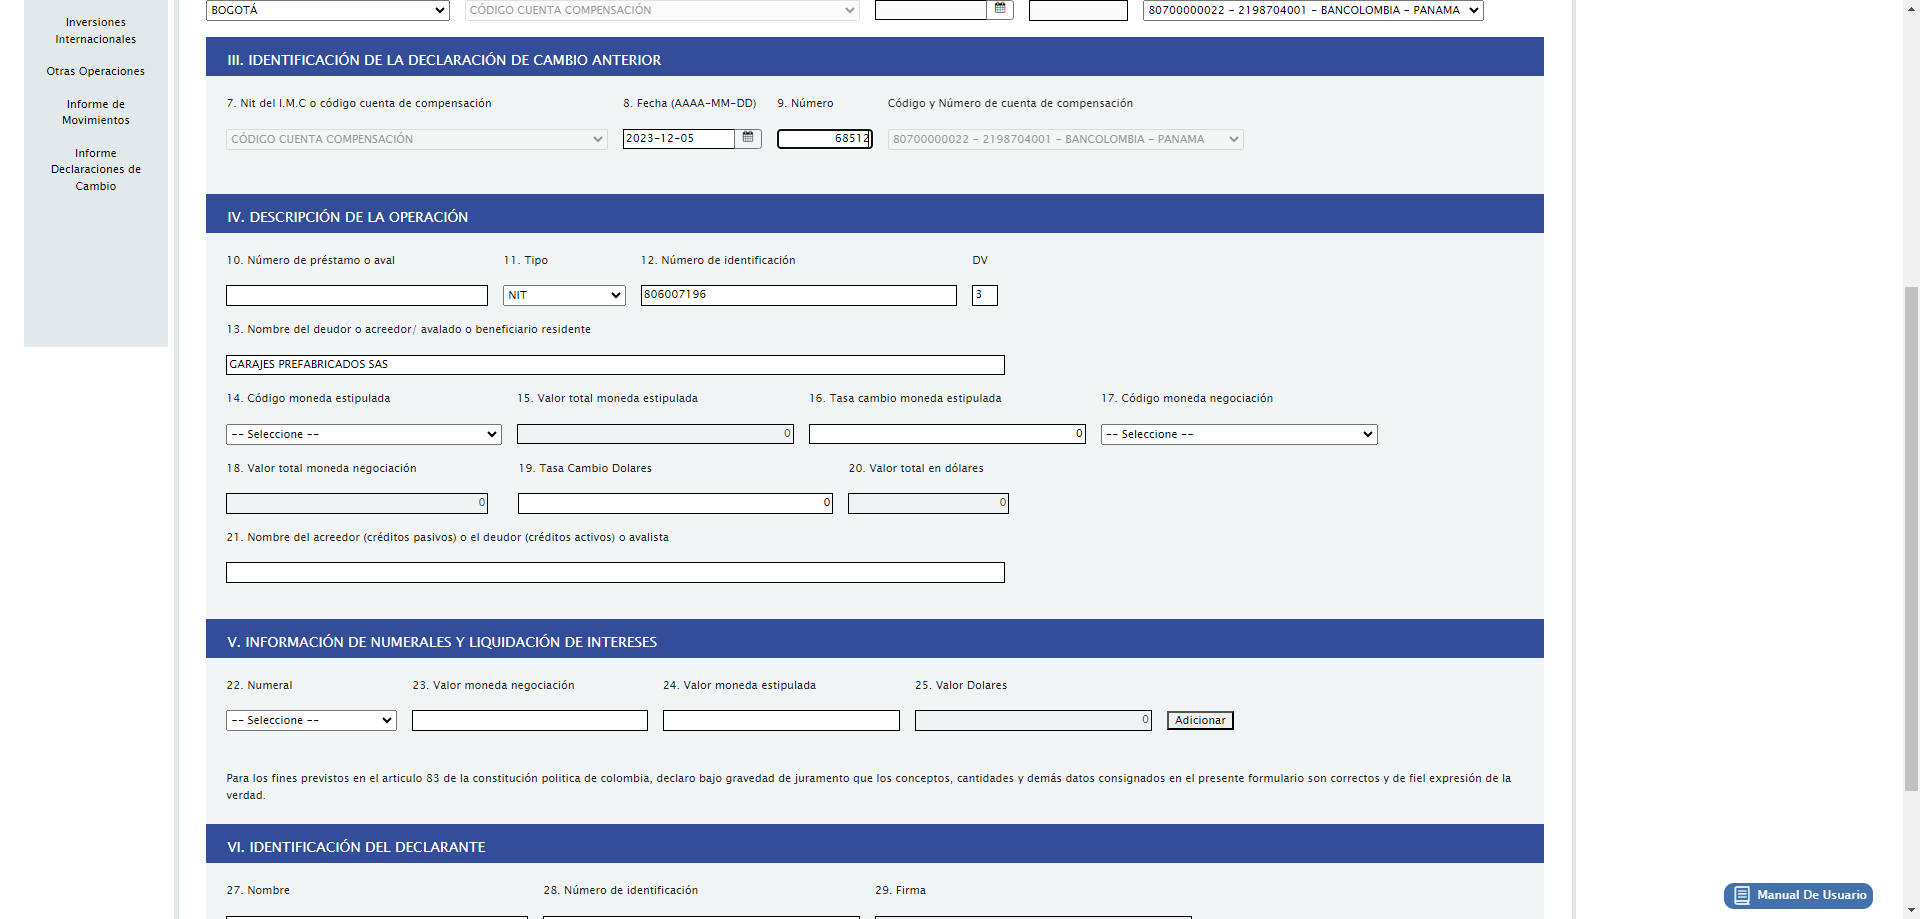 Inversiones
Internacionales
Otras Operaciones
Informe de
Movimientos
Informe
Declaraciones de
Cambio
BOGOTÁ CÓDIGO CUENTA COMPENSACIÓN 80700000022 - 2198704001 - BANCOLOMBIA - PANAMA
III. IDENTIFICACIÓN DE LA DECLARACIÓN DE CAMBIO ANTERIOR
7. Nit del I.M.C o código cuenta de compensación 8. Fecha (AAAA-MM-DD) 9. Número Código y Número de cuenta de compensación
CÓDIGO CUENTA COMPENSACIÓN 2023-12-05 68512 80700000022 - 2198704001 - BANCOLOMBIA - PANAMA
IV. DESCRIPCIÓN DE LA OPERACIÓN
10. Número de préstamo o aval 11. Tipo 12. Número de identificación DV
NIT 806007196 3
13. Nombre del deudor o acreedor/ avalado o beneficiario residente
GARAJES PREFABRICADOS SAS
14. Código moneda estipulada 15. Valor total moneda estipulada 16. Tasa cambio moneda estipulada 17. Código moneda negociación
-- Seleccione -- 0 0 -- Seleccione --
18. Valor total moneda negociación 19. Tasa Cambio Dolares 20. Valor total en dólares
0 0 0
21. Nombre del acreedor (créditos pasivos) o el deudor (créditos activos) o avalista
V. INFORMACIÓN DE NUMERALES Y LIQUIDACIÓN DE INTERESES
22. Numeral 23. Valor moneda negociación 24. Valor moneda estipulada 25. Valor Dolares
-- Seleccione -- 0 Adicionar
Para los fines previstos en el articulo 83 de la constitución politica de colombia, declaro bajo gravedad de juramento que los conceptos, cantidades y demás datos consignados en el presente formulario son correctos y de fiel expresión de la
verdad.
VI. IDENTIFICACIÓN DEL DECLARANTE
27. Nombre 28. Número de identificación 29. Firma
Manual De Usuario